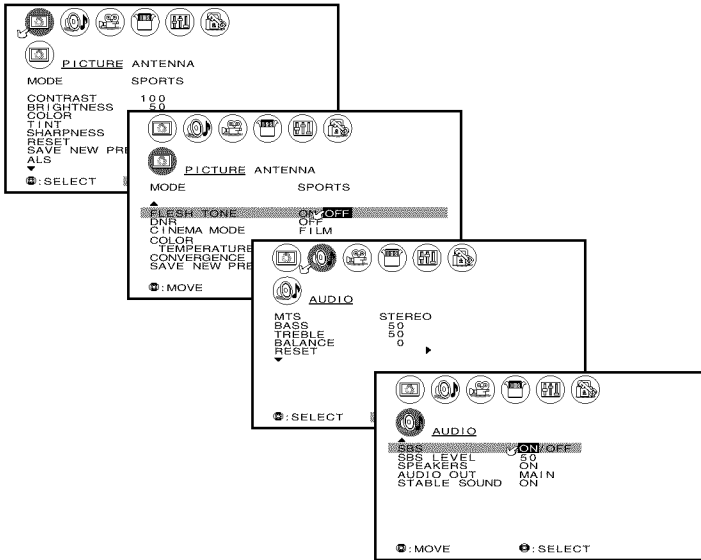 PICTURE ANTENNA
MODE SPORTS
CONTRAST 100
BRIGHTNESS 50
COLOR
TINT
SHARPNESS
RESET
SAVE NEW PRE
ALS
:SELECT
PICTURE ANTENNA
MODE SPORTS
FLESH TONE ON/OFF
DNR OFF
CINEMA MODE FILM
COLOR
TEMPERATURE
CONVERGENCE
SAVE NEW PRE
:MOVE
AUDIO
MTS STEREO
BASS 50
TREBLE 50
BALANCE 0
RESET
:SELECT
AUDIO
SBS ON/OFF
SBS LEVEL 50
SPEAKERS ON
AUDIO OUT MAIN
STABLE SOUND ON
:MOVE :SELECT